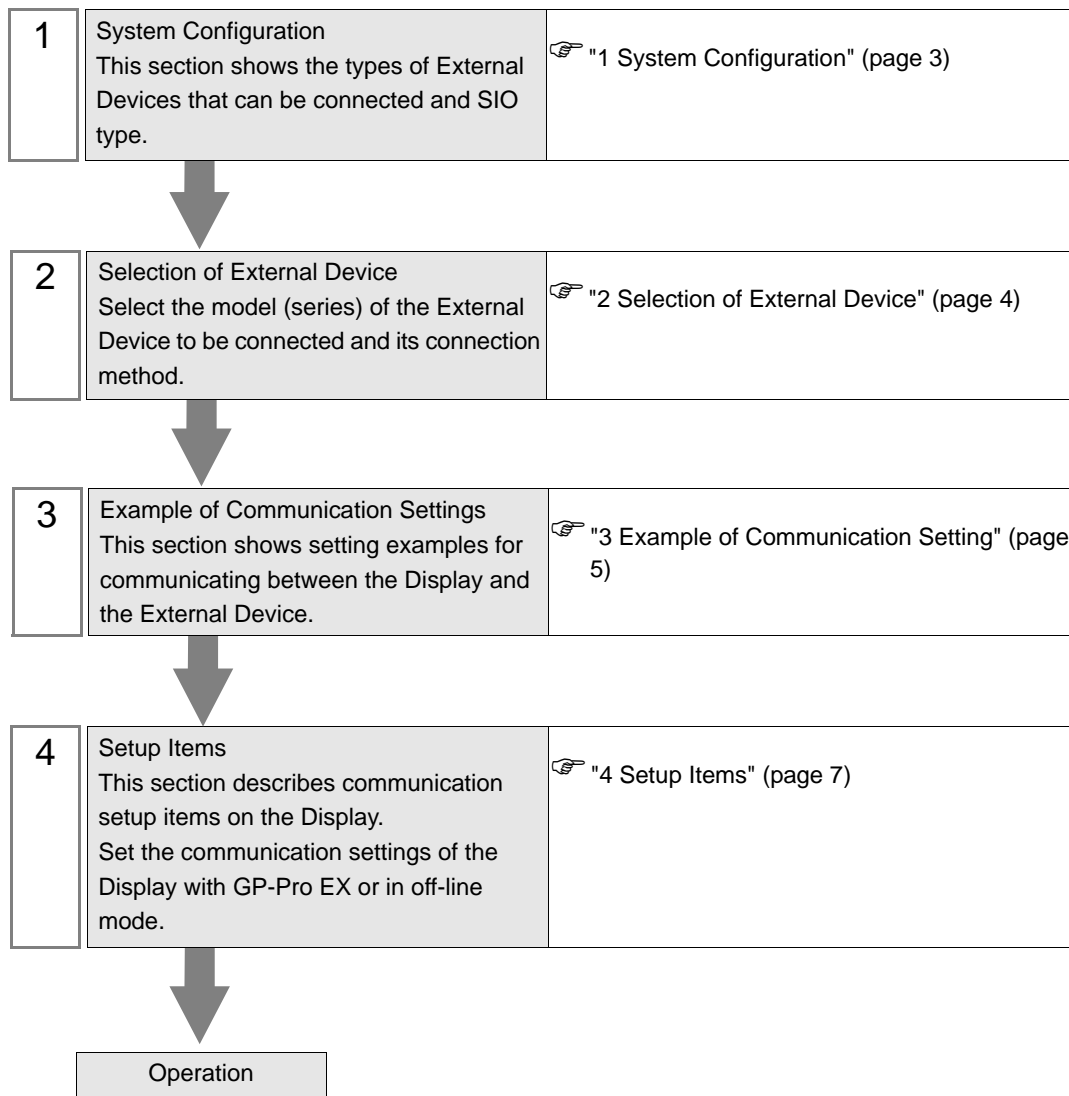 1
System Configuration
This section shows the types of External
Devices that can be connected and SIO
type.
"1 System Configuration" (page 3)
2
Selection of External Device
Select the model (series) of the External
Device to be connected and its connection
method.
"2 Selection of External Device" (page 4)
3
Example of Communication Settings
This section shows setting examples for
communicating between the Display and
the External Device.
"3 Example of Communication Setting" (page
5)
4
Setup Items
This section describes communication
setup items on the Display.
Set the communication settings of the
Display with GP-Pro EX or in off-line
mode.
"4 Setup Items" (page 7)
Operation